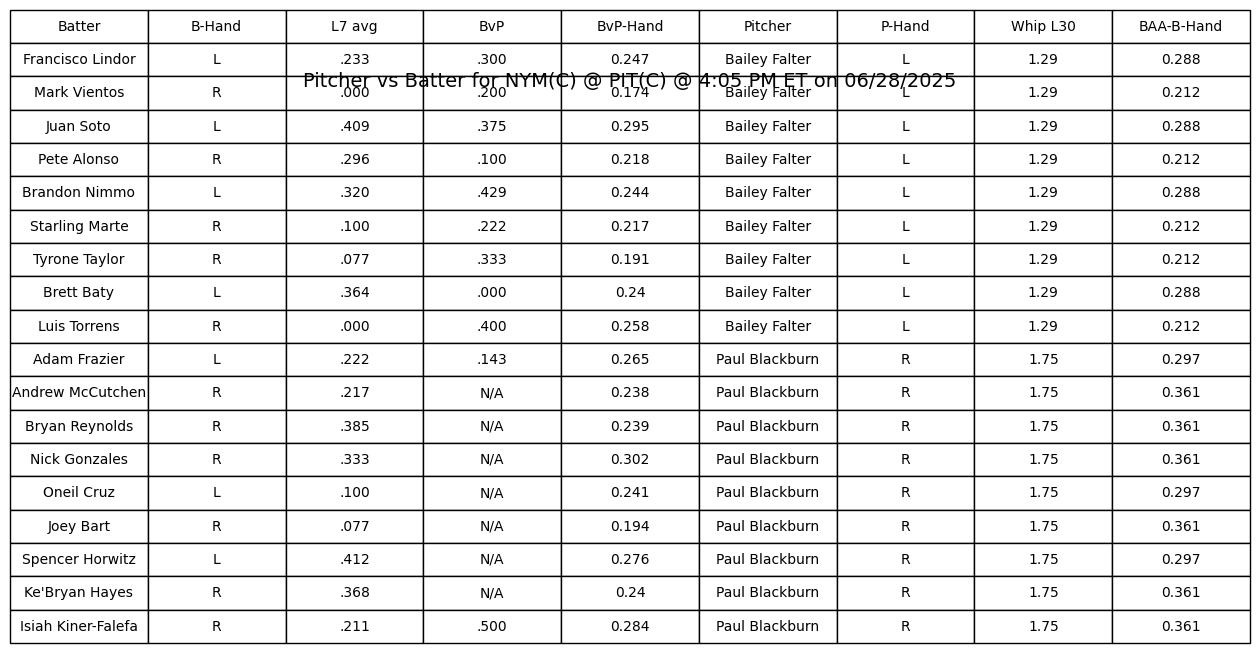 Batter B-Hand L7 avg BvP BvP-Hand Pitcher P-Hand Whip L30 BAA-B-Hand
Francisco Lindor L .233 .300 0.247 Bailey Falter L 1.29 0.288
Pitcher vs Batter for NYM(C) @ PIT(C) @ 4:05 PM ET on 06/28/2025
Mark Vientos R .000 .200 0.174 Bailey Falter L 1.29 0.212
Juan Soto L .409 .375 0.295 Bailey Falter L 1.29 0.288
Pete Alonso R .296 .100 0.218 Bailey Falter L 1.29 0.212
Brandon Nimmo L .320 .429 0.244 Bailey Falter L 1.29 0.288
Starling Marte R .100 .222 0.217 Bailey Falter L 1.29 0.212
Tyrone Taylor R .077 .333 0.191 Bailey Falter L 1.29 0.212
Brett Baty L .364 .000 0.24 Bailey Falter L 1.29 0.288
Luis Torrens R .000 .400 0.258 Bailey Falter L 1.29 0.212
Adam Frazier L .222 .143 0.265 Paul Blackburn R 1.75 0.297
Andrew McCutchen R .217 N/A 0.238 Paul Blackburn R 1.75 0.361
Bryan Reynolds R .385 N/A 0.239 Paul Blackburn R 1.75 0.361
Nick Gonzales R .333 N/A 0.302 Paul Blackburn R 1.75 0.361
Oneil Cruz L .100 N/A 0.241 Paul Blackburn R 1.75 0.297
Joey Bart R .077 N/A 0.194 Paul Blackburn R 1.75 0.361
Spencer Horwitz L .412 N/A 0.276 Paul Blackburn R 1.75 0.297
Ke'Bryan Hayes R .368 N/A 0.24 Paul Blackburn R 1.75 0.361
Isiah Kiner-Falefa R .211 .500 0.284 Paul Blackburn R 1.75 0.361